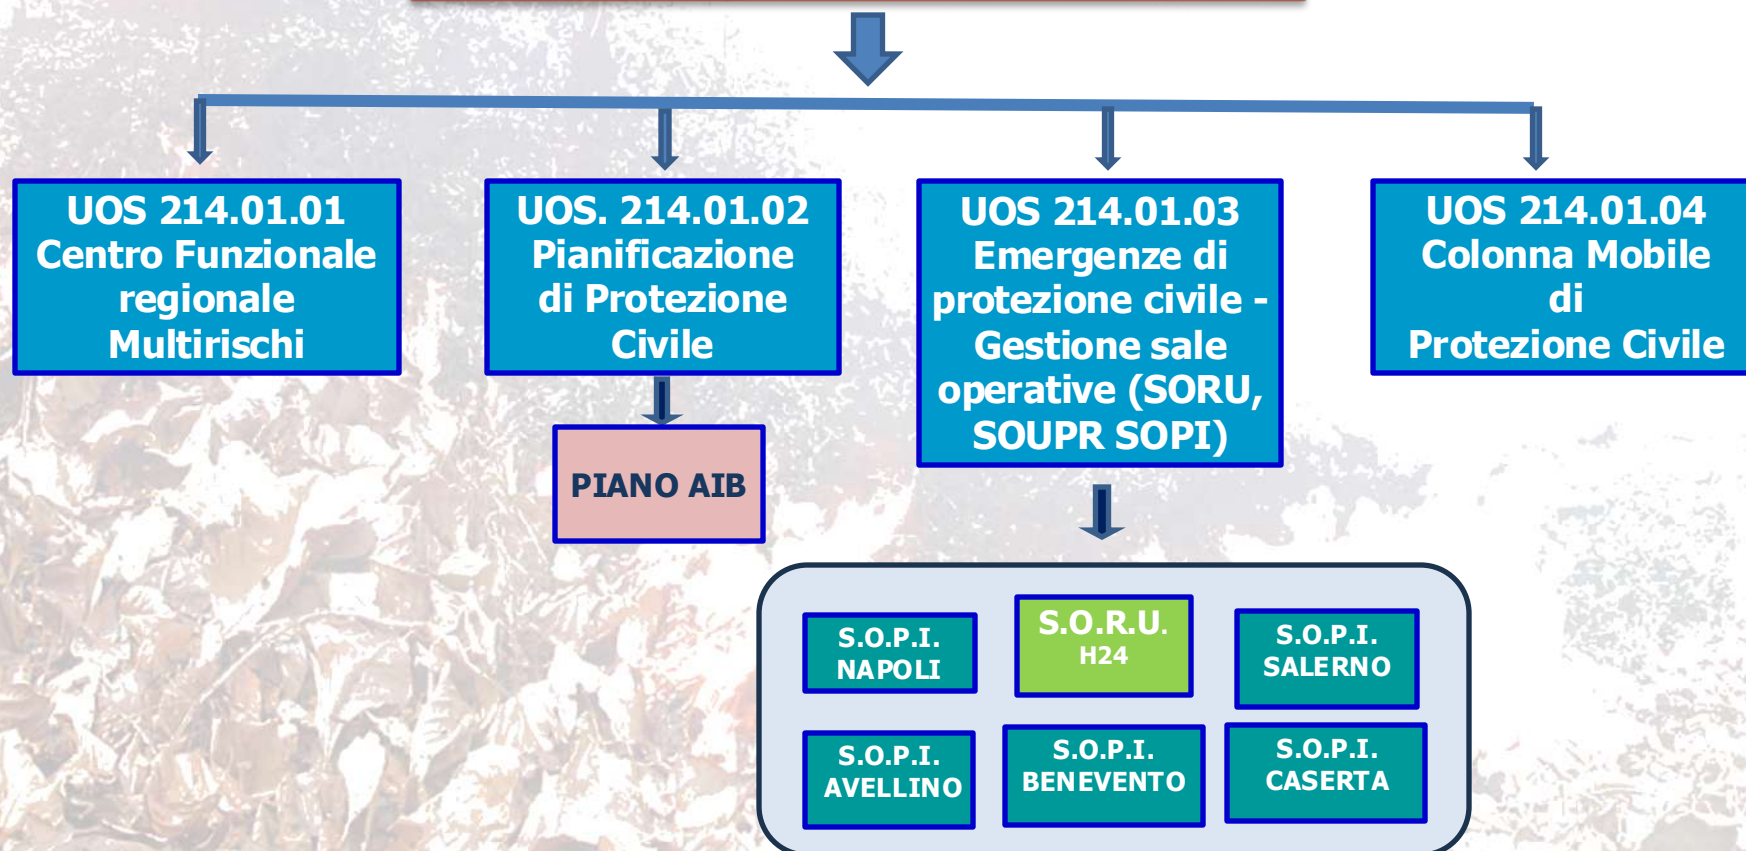 UOS 214.01.01
Centro Funzionale
regionale
Multirischi
UOS. 214.01.02
Pianificazione
di Protezione
Civile
UOS 214.01.03
Emergenze di
protezione civile -
Gestione sale
operative (SORU,
SOUPR SOPI)
UOS 214.01.04
Colonna Mobile
di
Protezione Civile
PIANO AIB
S.O.P.I.
NAPOLI
S.O.R.U.
H24
S.O.P.I.
SALERNO
S.O.P.I.
AVELLINO
S.O.P.I.
BENEVENTO
S.O.P.I.
CASERTA